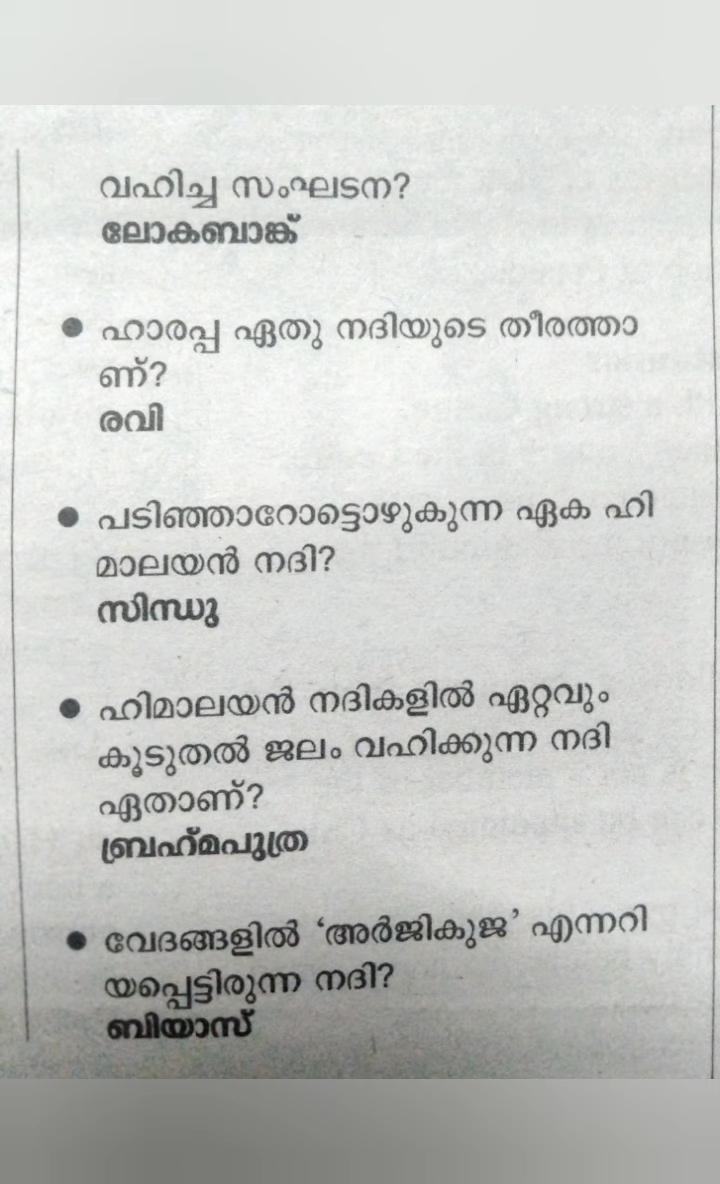 വഹിച്ച സംഘടന?
ലോകബാങ്ക്
● ഹാരപ്പ ഏതു നദിയുടെ തീരത്താ
ണ്?
രവി
● പടിഞ്ഞാറോട്ടൊഴുകുന്ന ഏക ഹി
മാലയൻ നദി?
സിന്ധു
● ഹിമാലയൻ നദികളിൽ ഏറ്റവും
കൂടുതൽ ജലം വഹിക്കുന്ന നദി
ഏതാണ്?
ബ്രഹ്മപുത്ര
● വേദങ്ങളിൽ ‘അർജികുജ’ എന്നറി
യപ്പെട്ടിരുന്ന നദി?
ബിയാസ്